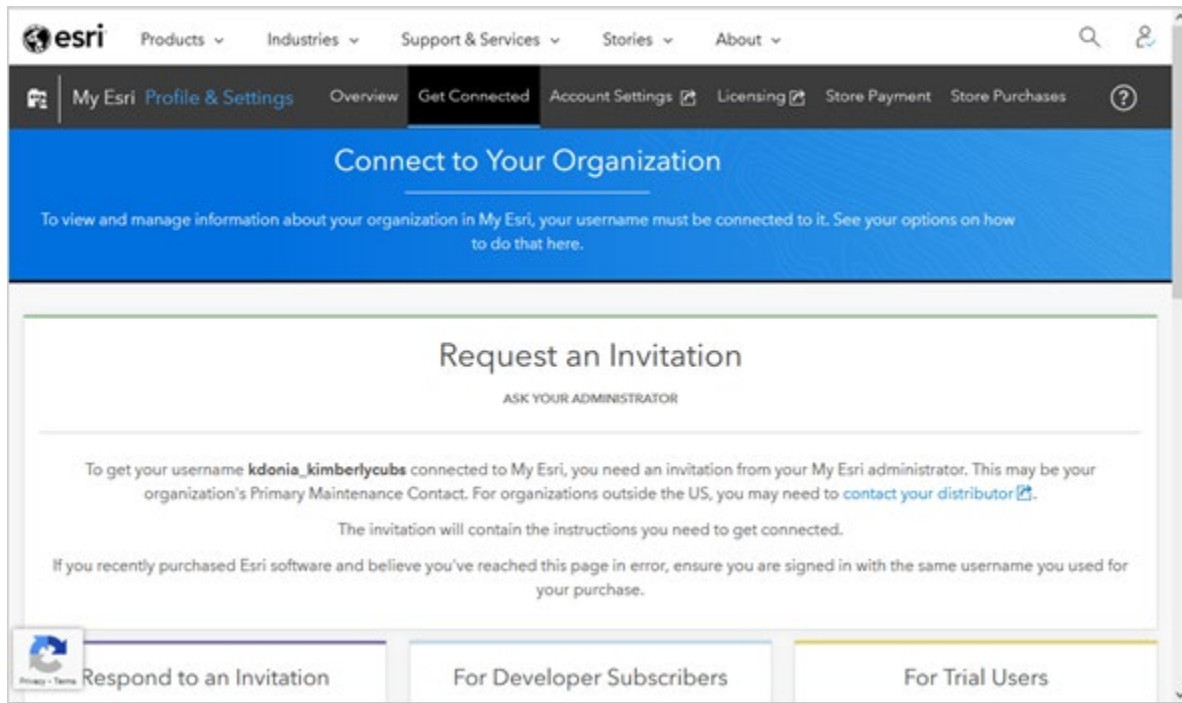 esri Products Industries Support & Services Stories About
My Esri Profile & Settings Overview Get Connected Account Settings Licensing Store Payment Store Purchases ?
Connect to Your Organization
To view and manage information about your organization in My Esri, your username must be connected to it. See your options on how
to do that here.
Request an Invitation
ASK YOUR ADMINISTRATOR
To get your username kdonia_kimberlycubs connected to My Esri, you need an invitation from your My Esri administrator. This may be your
organization's Primary Maintenance Contact. For organizations outside the US, you may need to contact your distributor.
The invitation will contain the instructions you need to get connected.
If you recently purchased Esri software and believe you've reached this page in error, ensure you are signed in with the same username you used for
your purchase.
Respond to an Invitation For Developer Subscribers For Trial Users
Privacy - Terms